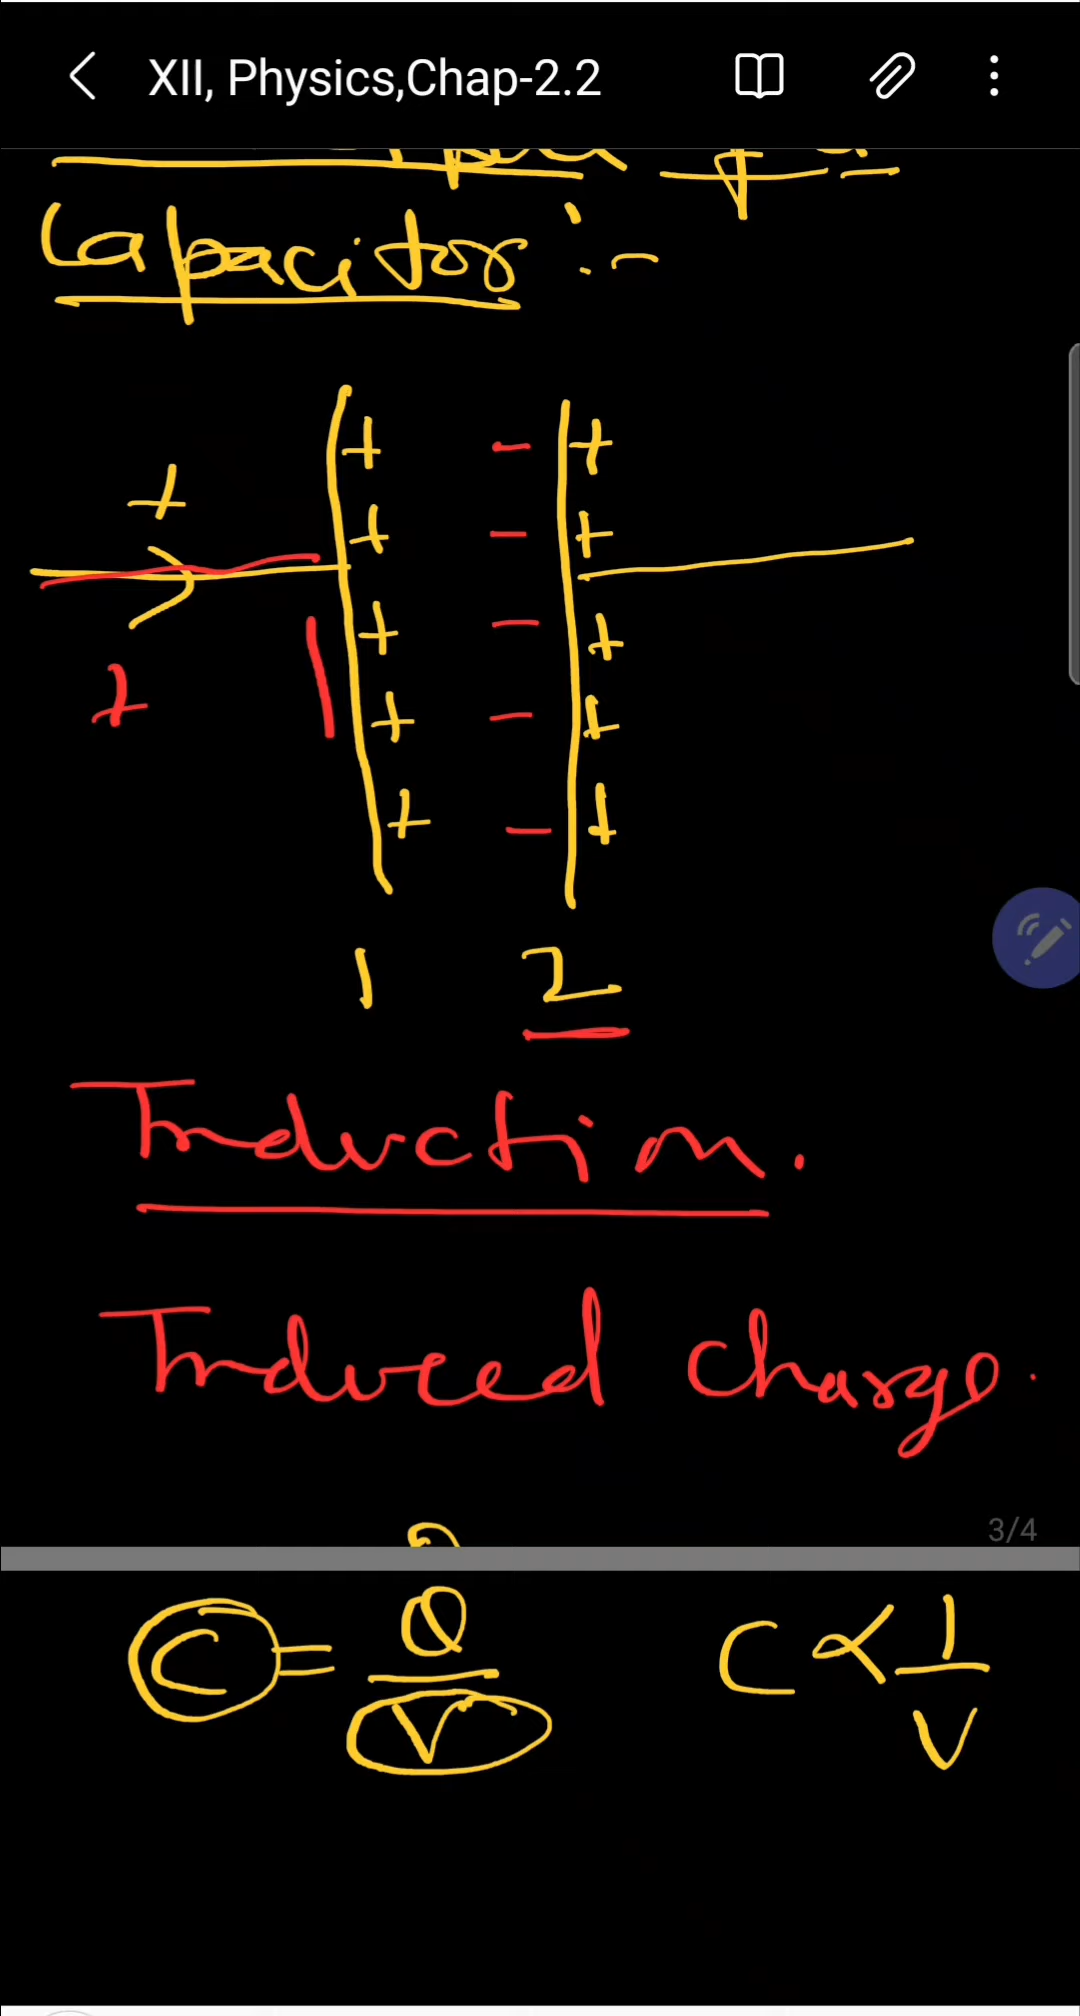 XII, Physics,Chap-2.2
Capacitor :-
+ - +
+ + - +
+ + - +
+ - +
+ - +
1 2
Induction.
Induced charge.
3/4
C = Q/V C ∝ 1/V